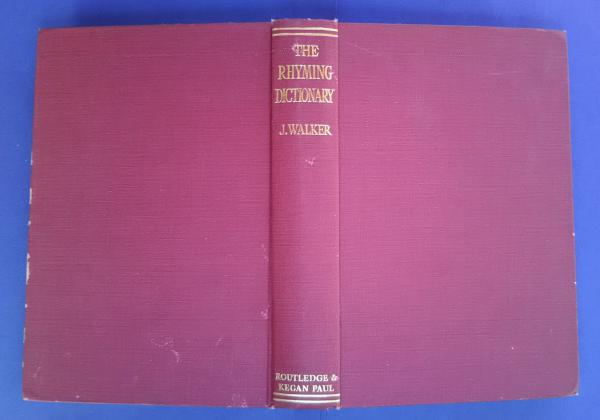 THE
RHYMING
DICTIONARY
J. WALKER
ROUTLEDGE &
KEGAN PAUL